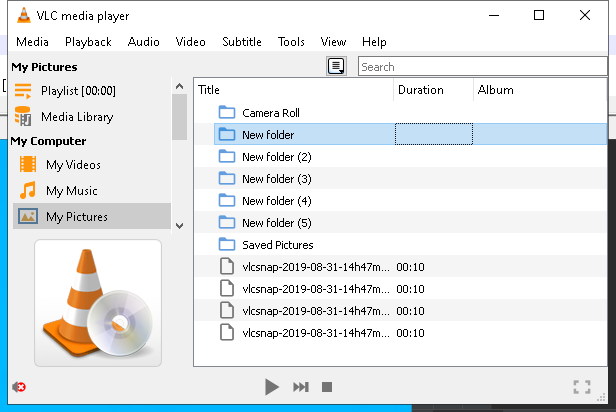 VLC media player
Media Playback Audio Video Subtitle Tools View Help
My Pictures
Search
Playlist [00:00]
Media Library
My Computer
My Videos
My Music
My Pictures
Title Duration Album
Camera Roll
New folder
New folder (2)
New folder (3)
New folder (4)
New folder (5)
Saved Pictures
vlcsnap-2019-08-31-14h47m... 00:10
vlcsnap-2019-08-31-14h47m... 00:10
vlcsnap-2019-08-31-14h47m... 00:10
vlcsnap-2019-08-31-14h47m... 00:10